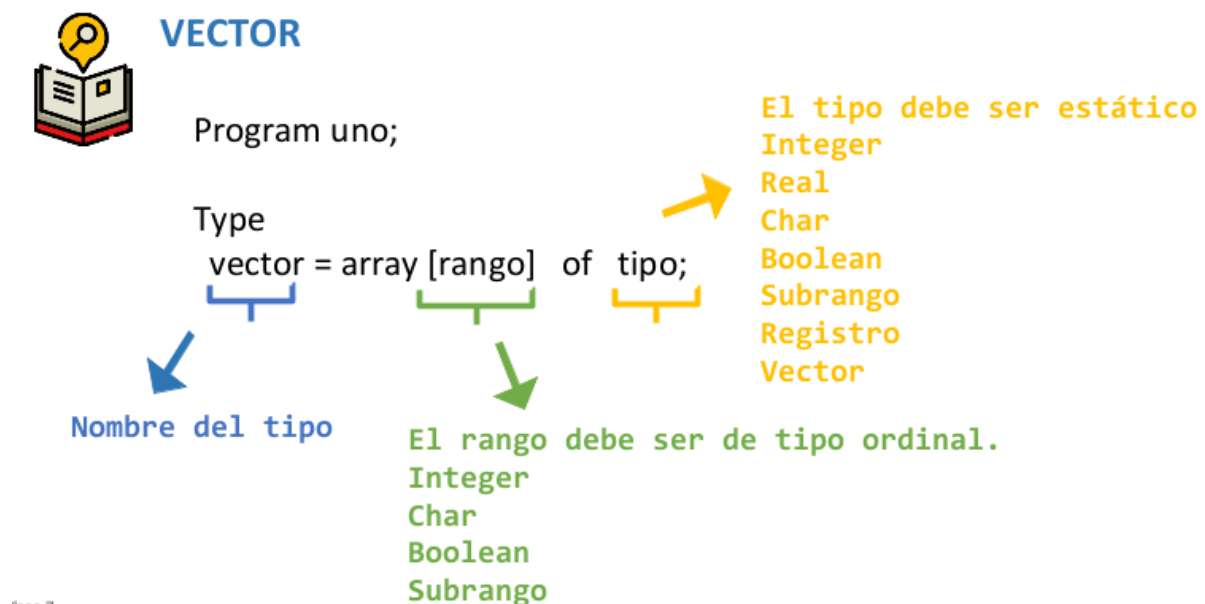 VECTOR
Program uno;
Type
vector = array [rango] of tipo;
El tipo debe ser estático
Integer
Real
Char
Boolean
Subrango
Registro
Vector
Nombre del tipo
El rango debe ser de tipo ordinal.
Integer
Char
Boolean
Subrango